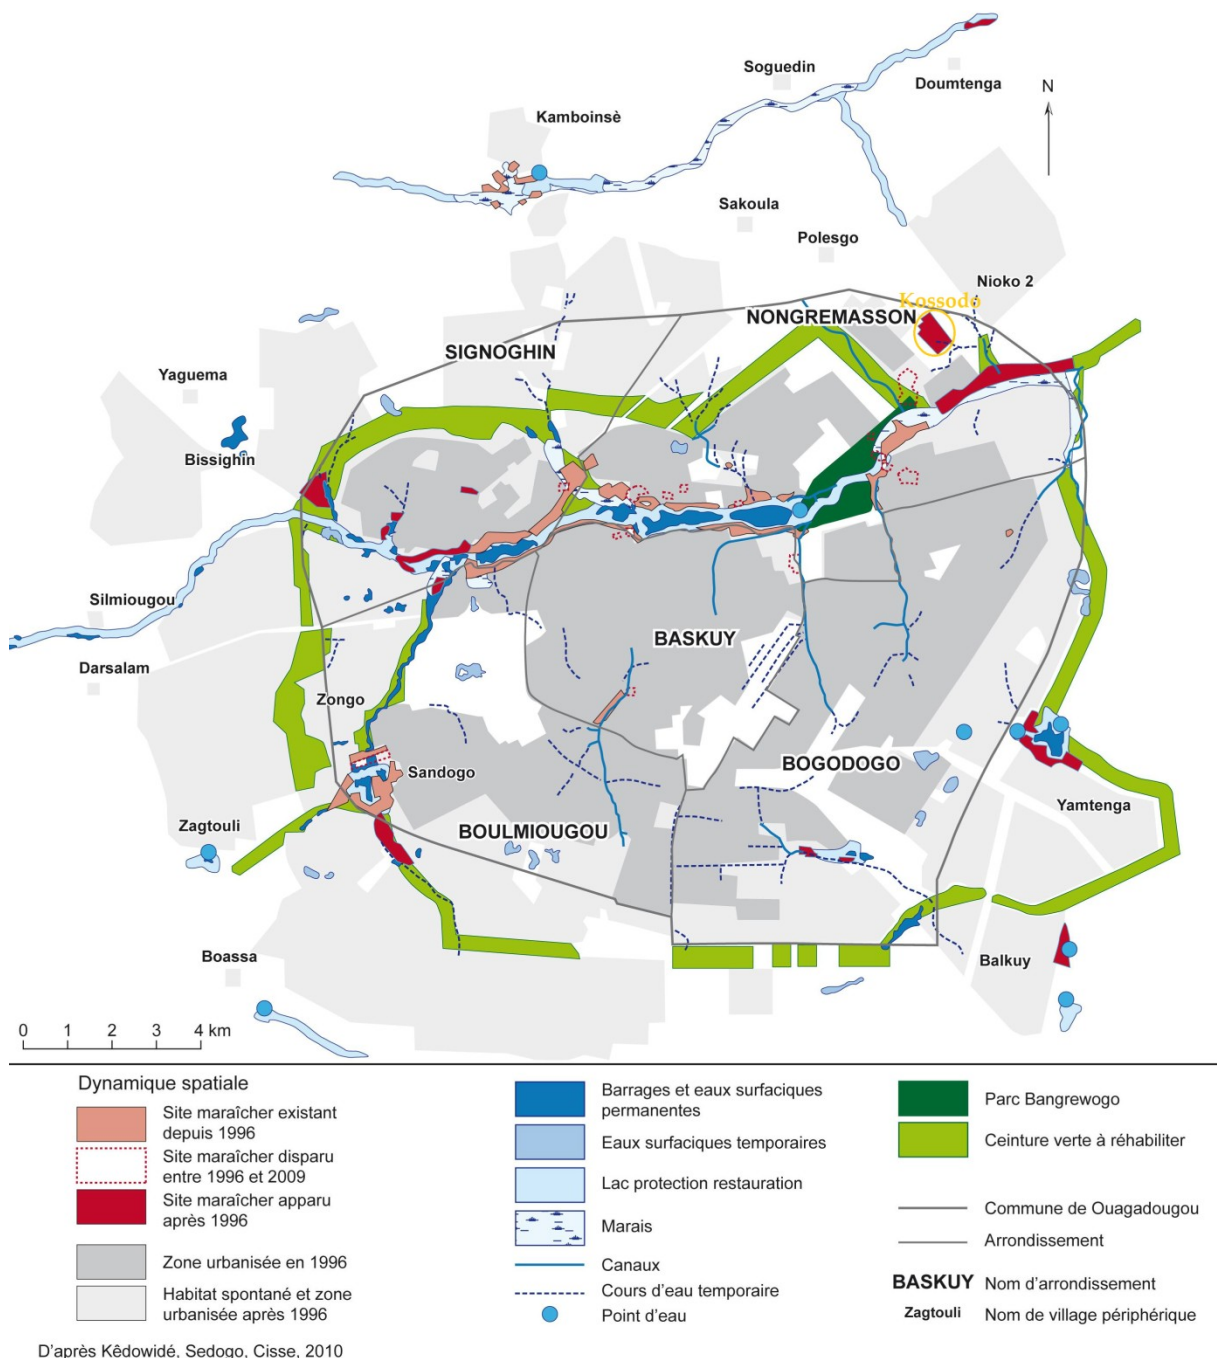 Soguedin
Doumtenga
N
Kamboinsè
Sakoula
Polesgo
Nioko 2
Kossodo
NONGREMASSON
SIGNOGHIN
Yaguema
Bissighin
Silmiougou
BASKUY
Darsalam
Zongo
Sandogo
BOGODOGO
Yamtenga
Zagtouli
BOULMIOUGOU
Boassa
Balkuy
0 1 2 3 4 km
Dynamique spatiale
Site maraîcher existant
depuis 1996
Site maraîcher disparu
entre 1996 et 2009
Site maraîcher apparu
après 1996
Zone urbanisée en 1996
Habitat spontané et zone
urbanisée après 1996
Barrages et eaux surfaciques
permanentes
Eaux surfaciques temporaires
Lac protection restauration
Marais
Canaux
Cours d'eau temporaire
Point d'eau
Parc Bangrewogo
Ceinture verte à réhabiliter
Commune de Ouagadougou
Arrondissement
BASKUY Nom d'arrondissement
Zagtouli Nom de village périphérique
D'après Kêdowidé, Sedogo, Cisse, 2010